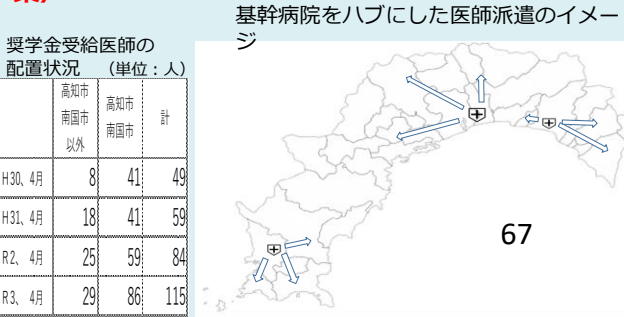 基幹病院をハブにした医師派遣のイメー
ジ
奨学金受給医師の
配置状況 （単位：人）
高知市
南国市
以外
高知市
南国市
計
H30、4月 8 41 49
H31、4月 18 41 59
R2、 4月 25 59 84
R3、 4月 29 86 115
67